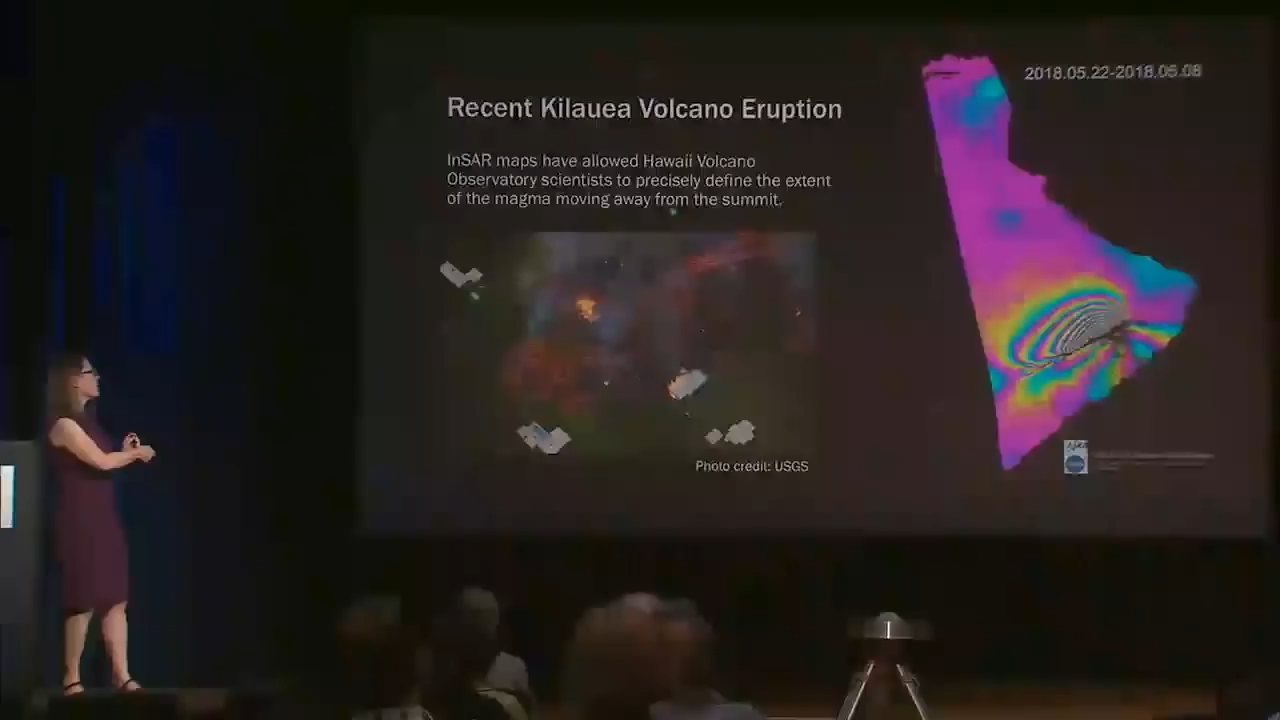 2018.05.22-2018.05.08
Recent Kilauea Volcano Eruption
InSAR maps have allowed Hawaii Volcano
Observatory scientists to precisely define the extent
of the magma moving away from the summit.
Photo credit: USGS